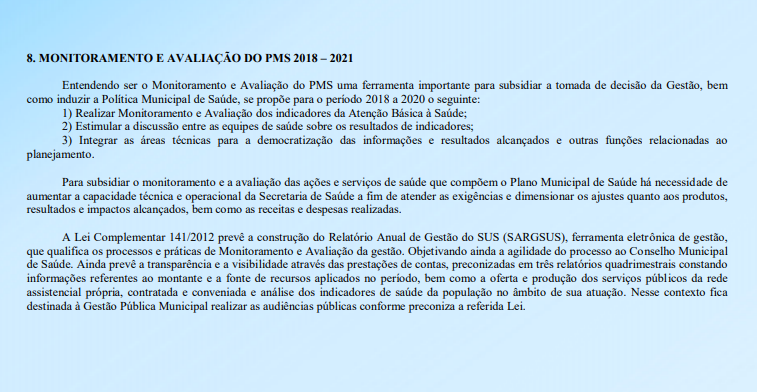 8. MONITORAMENTO E AVALIAÇÃO DO PMS 2018 – 2021
Entendendo ser o Monitoramento e Avaliação do PMS uma ferramenta importante para subsidiar a tomada de decisão da Gestão, bem
como induzir a Política Municipal de Saúde, se propõe para o período 2018 a 2020 o seguinte:
1) Realizar Monitoramento e Avaliação dos indicadores da Atenção Básica à Saúde;
2) Estimular a discussão entre as equipes de saúde sobre os resultados de indicadores;
3) Integrar as áreas técnicas para a democratização das informações e resultados alcançados e outras funções relacionadas ao
planejamento.
Para subsidiar o monitoramento e a avaliação das ações e serviços de saúde que compõem o Plano Municipal de Saúde há necessidade de
aumentar a capacidade técnica e operacional da Secretaria de Saúde a fim de atender as exigências e dimensionar os ajustes quanto aos produtos,
resultados e impactos alcançados, bem como as receitas e despesas realizadas.
A Lei Complementar 141/2012 prevê a construção do Relatório Anual de Gestão do SUS (SARGSUS), ferramenta eletrônica de gestão,
que qualifica os processos e práticas de Monitoramento e Avaliação da gestão. Objetivando ainda a agilidade do processo ao Conselho Municipal
de Saúde. Ainda prevê a transparência e a visibilidade através das prestações de contas, preconizadas em três relatórios quadrimestrais constando
informações referentes ao montante e a fonte de recursos aplicados no período, bem como a oferta e produção dos serviços públicos da rede
assistencial própria, contratada e conveniada e análise dos indicadores de saúde da população no âmbito de sua atuação. Nesse contexto fica
destinada à Gestão Pública Municipal realizar as audiências públicas conforme preconiza a referida Lei.